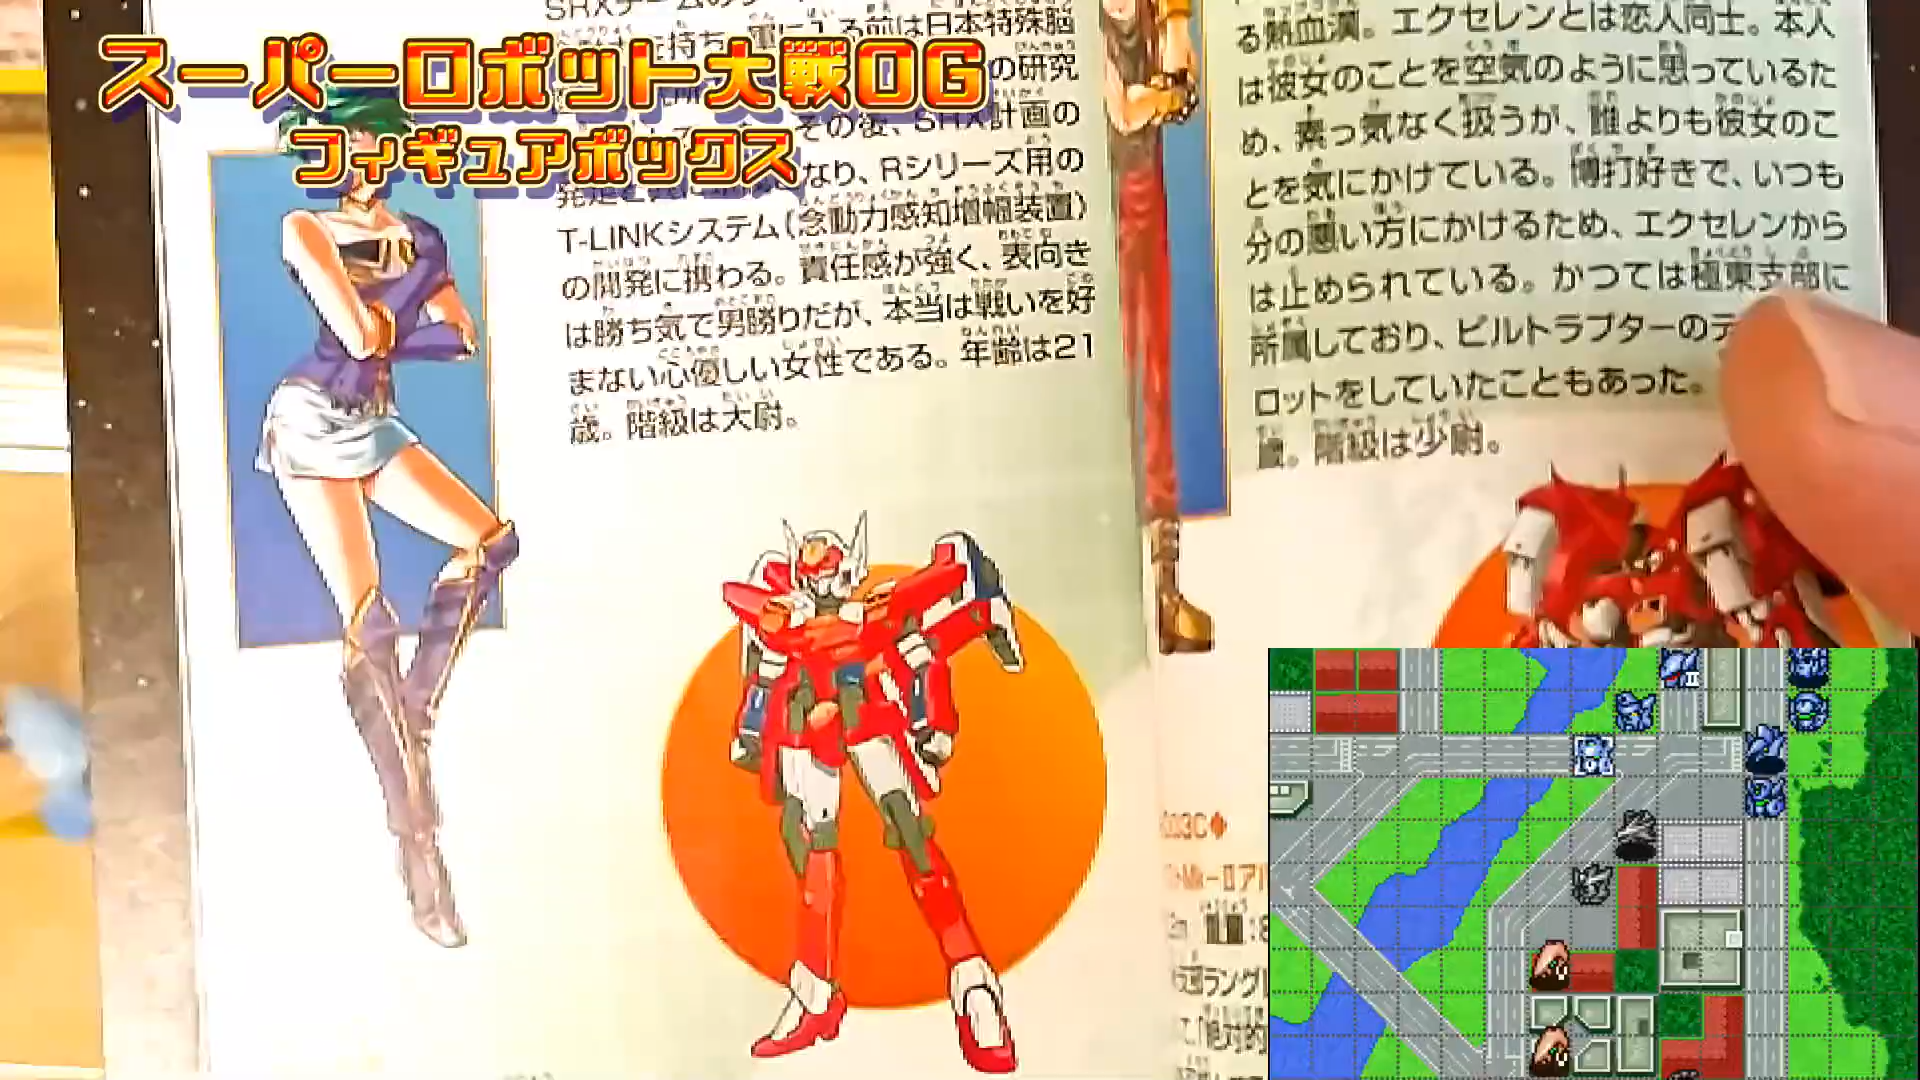 スーパーロボット大戦OG
フィギュアボックス
の研究
その後、SRX計画の
なり、Rシリーズ用の
T-LINKシステム(念動力感知増幅装置)
の開発に携わる。責任感が強く、表向き
は勝ち気で男勝りだが、本当は戦いを好
まない心優しい女性である。年齢は21
歳。階級は大尉。
る熱血漢。エクセレンとは恋人同士。本人
は彼女のことを空気のように思っているた
め、素っ気なく扱うが、誰よりも彼女のこ
とを気にかけている。博打好きで、いつも
分の悪い方にかけるため、エクセレンから
は止められている。かつては極東支部に
所属しており、ビルトラプターのテ
ロットをしていたこともあった。
歳。階級は少尉。